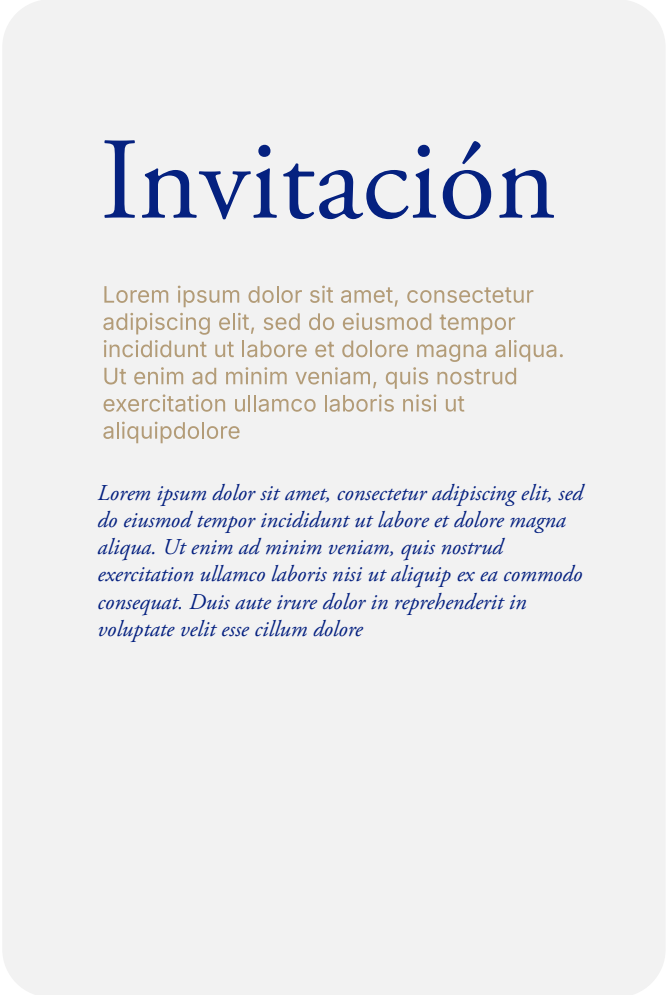 Invitación
Lorem ipsum dolor sit amet, consectetur
adipiscing elit, sed do eiusmod tempor
incididunt ut labore et dolore magna aliqua.
Ut enim ad minim veniam, quis nostrud
exercitation ullamco laboris nisi ut
aliquipdolore
Lorem ipsum dolor sit amet, consectetur adipiscing elit, sed
do eiusmod tempor incididunt ut labore et dolore magna
aliqua. Ut enim ad minim veniam, quis nostrud
exercitation ullamco laboris nisi ut aliquip ex ea commodo
consequat. Duis aute irure dolor in reprehenderit in
voluptate velit esse cillum dolore